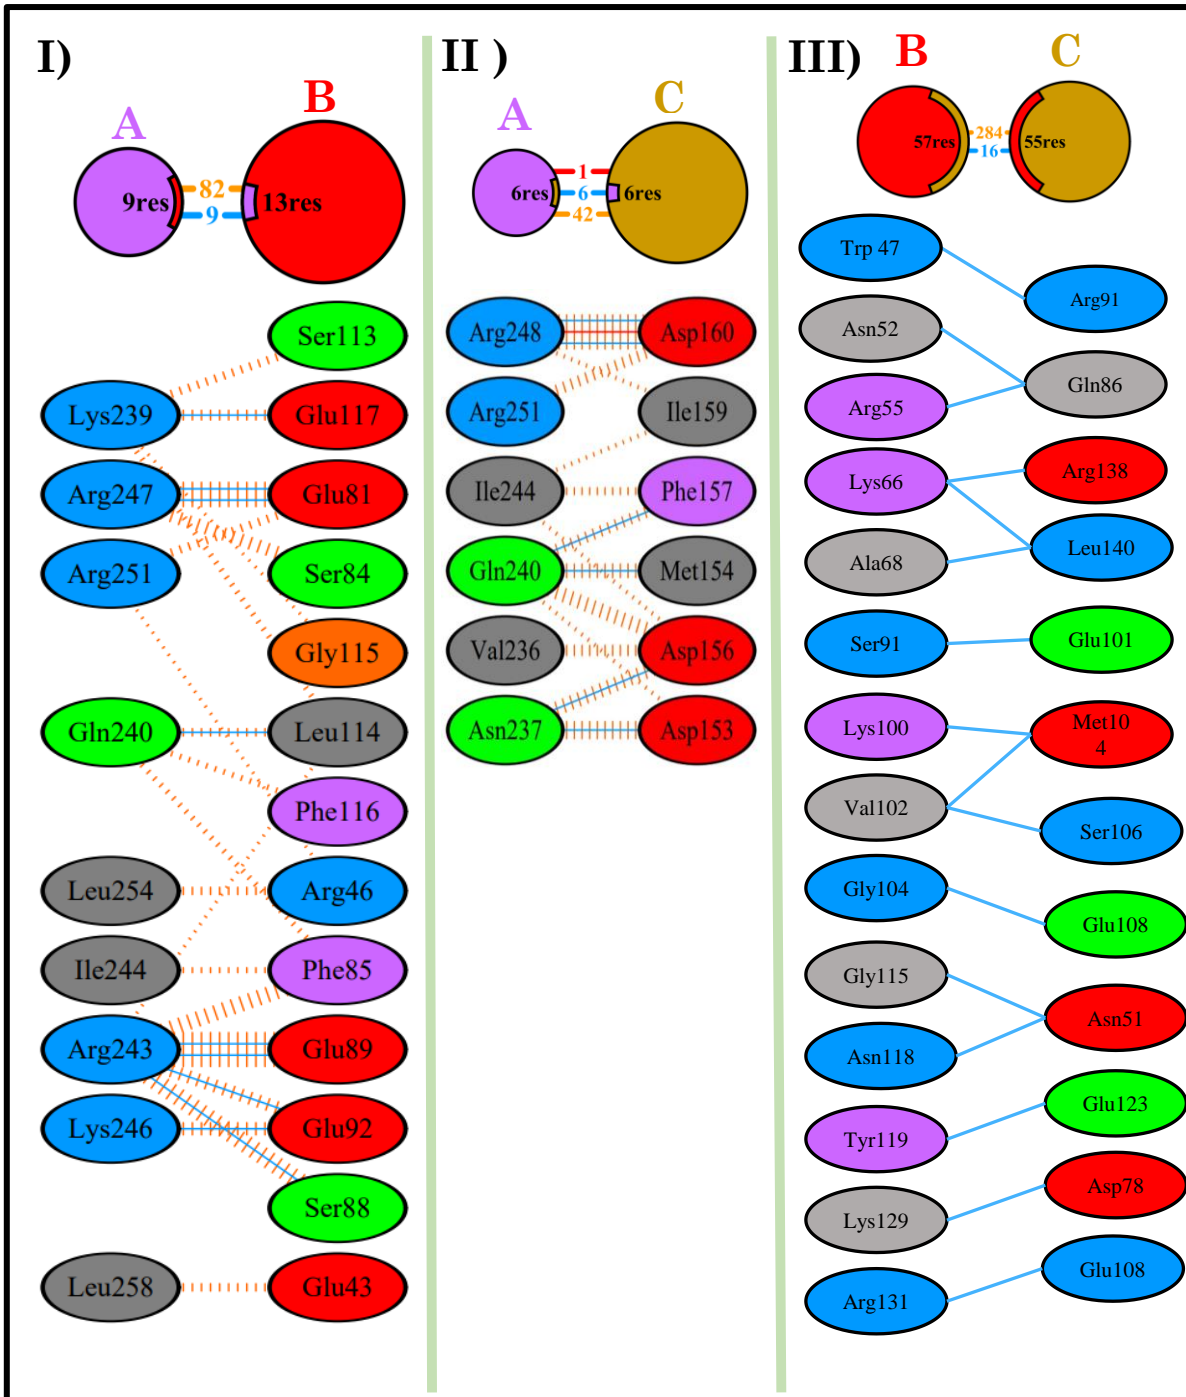 I)
A
B
9res
82
9
13res
Ser113
Lys239
Glu117
Arg247
Glu81
Arg251
Ser84
Gly115
Gln240
Leu114
Phe116
Leu254
Arg46
Ile244
Phe85
Arg243
Glu89
Lys246
Glu92
Ser88
Leu258
Glu43
II )
A
C
6res
1
6
42
6res
Arg248
Asp160
Arg251
Ile159
Ile244
Phe157
Gln240
Met154
Val236
Asp156
Asn237
Asp153
III)
B
C
57res
284
16
55res
Trp 47
Arg91
Asn52
Gln86
Arg55
Lys66
Arg138
Ala68
Leu140
Ser91
Glu101
Lys100
Met10
4
Val102
Ser106
Gly104
Glu108
Gly115
Asn51
Asn118
Glu123
Tyr119
Asp78
Lys129
Glu108
Arg131